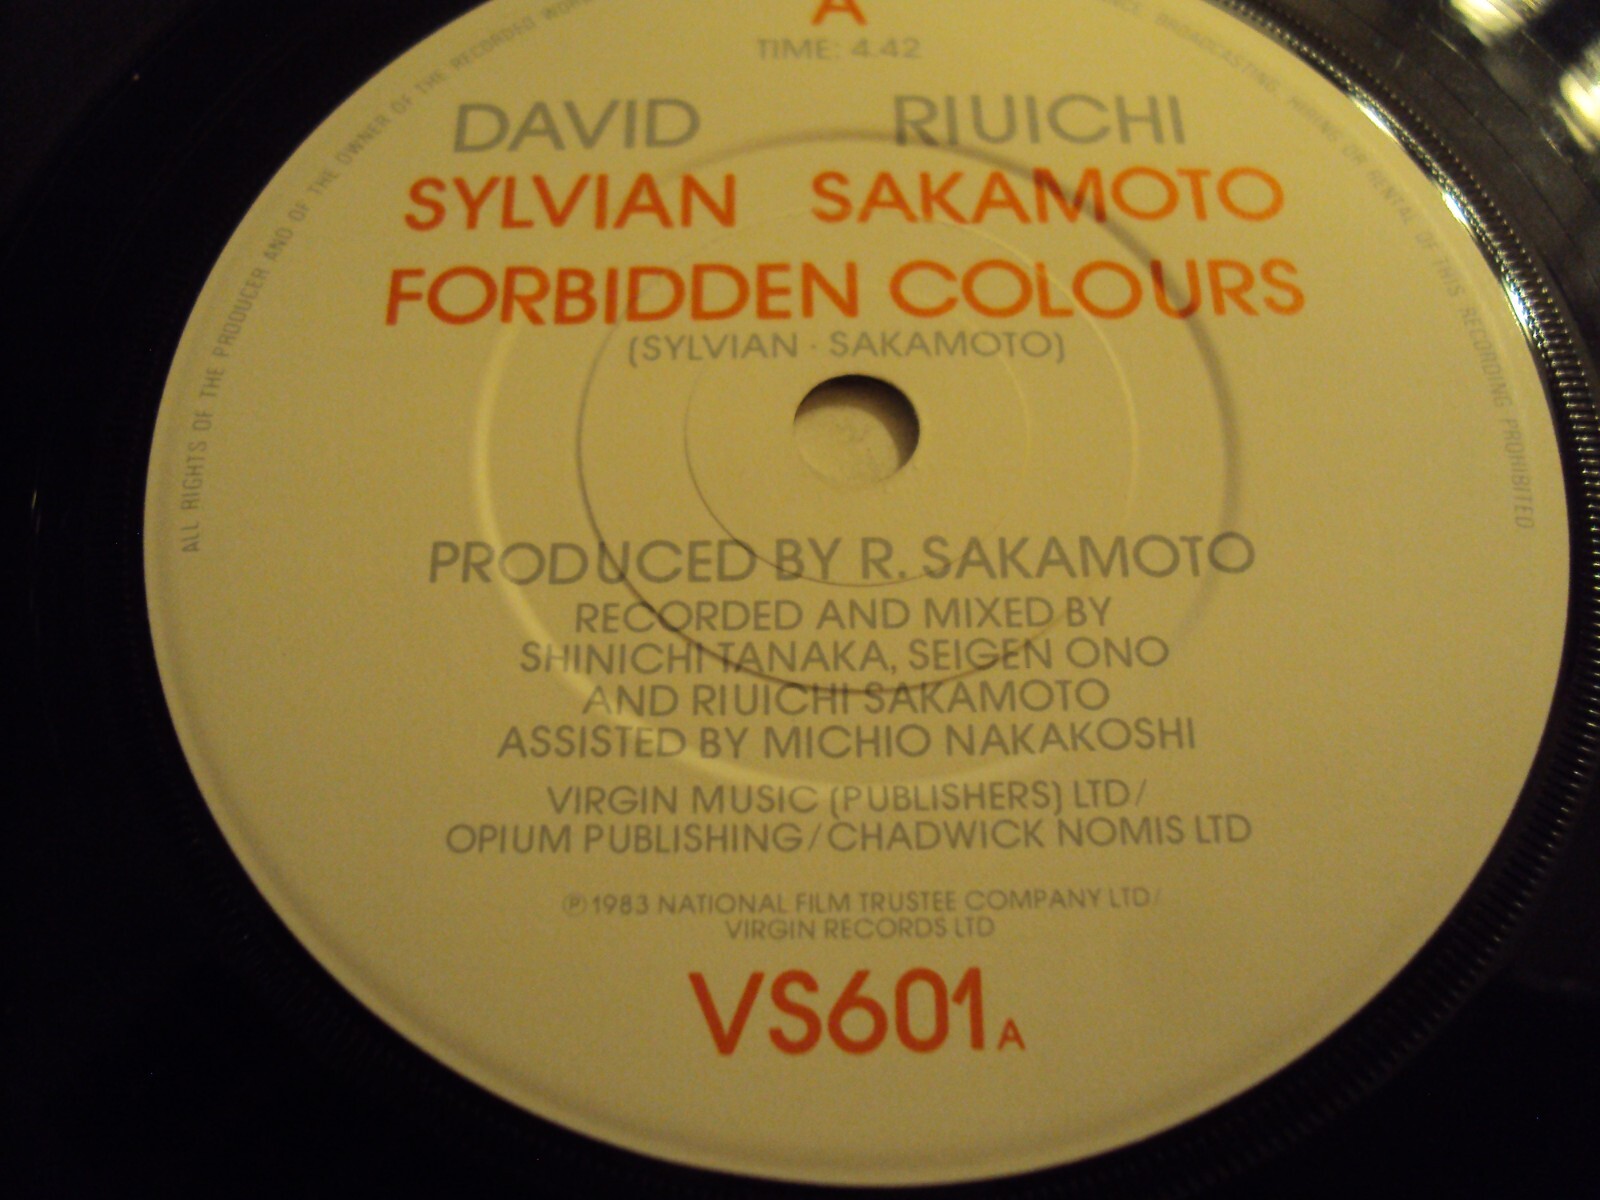 A
TIME: 4.42
DAVID RIUICHI
SYLVIAN SAKAMOTO
FORBIDDEN COLOURS
(SYLVIAN · SAKAMOTO)
PRODUCED BY R. SAKAMOTO
RECORDED AND MIXED BY
SHINICHI TANAKA, SEIGEN ONO
AND RIUICHI SAKAMOTO
ASSISTED BY MICHIO NAKAKOSHI
VIRGIN MUSIC (PUBLISHERS) LTD/
OPIUM PUBLISHING/CHADWICK NOMIS LTD
℗1983 NATIONAL FILM TRUSTEE COMPANY LTD/
VIRGIN RECORDS LTD
VS601A
ALL RIGHTS OF THE PRODUCER AND OF THE OWNER OF THE RECORDED BROADCASTING, HIRING OR RENTAL OF THIS RECORDING PROHIBITED